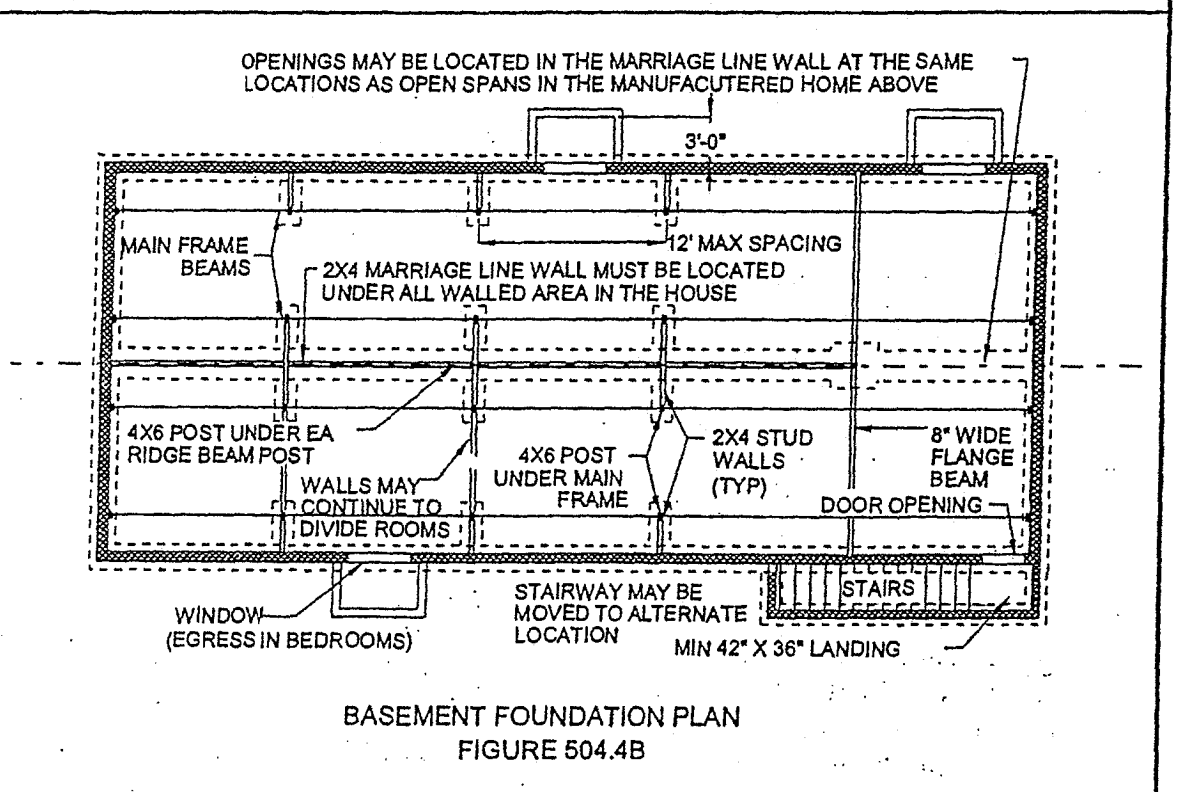 OPENINGS MAY BE LOCATED IN THE MARRIAGE LINE WALL AT THE SAME
LOCATIONS AS OPEN SPANS IN THE MANUFACUTERED HOME ABOVE
3'-0"
12' MAX SPACING
MAIN FRAME
BEAMS
2X4 MARRIAGE LINE WALL MUST BE LOCATED
UNDER ALL WALLED AREA IN THE HOUSE
4X6 POST UNDER EA
RIDGE BEAM POST
WALLS MAY
CONTINUE TO
DIVIDE ROOMS
4X6 POST
UNDER MAIN
FRAME
2X4 STUD
WALLS
(TYP)
8" WIDE
FLANGE
BEAM
DOOR OPENING
WINDOW
(EGRESS IN BEDROOMS)
STAIRWAY MAY BE
MOVED TO ALTERNATE
LOCATION
STAIRS
MIN 42" X 36" LANDING
BASEMENT FOUNDATION PLAN
FIGURE 504.4B